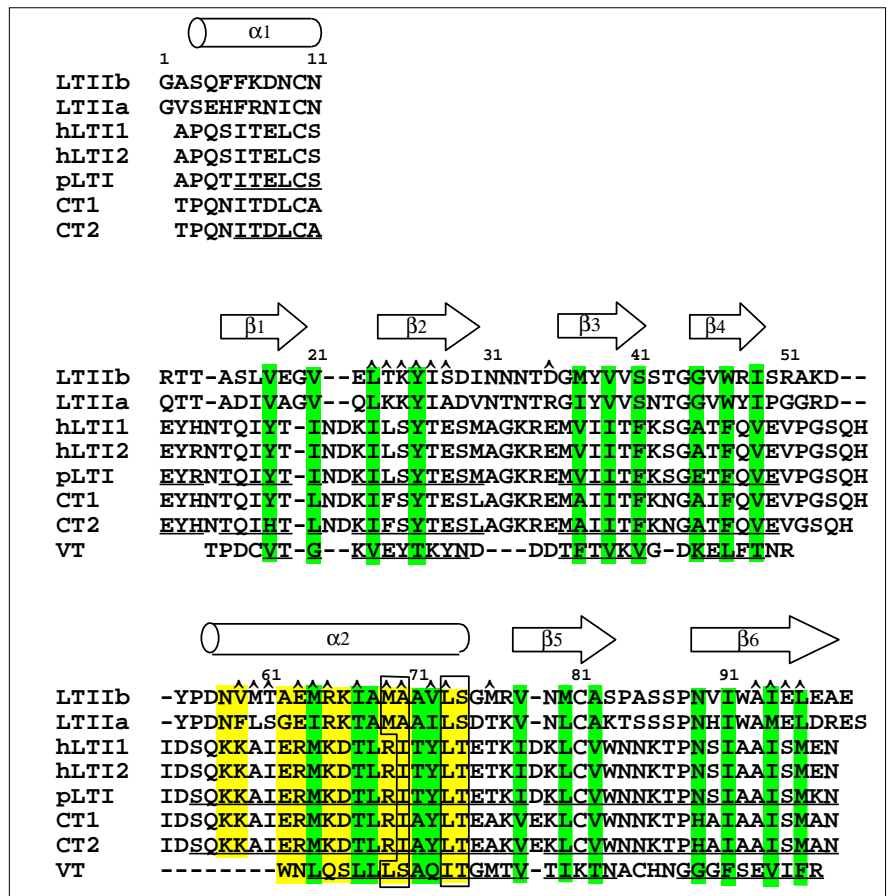 α1
1 11
LTIIb GASQFFKDNCN
LTIIa GVSEHFRNICN
hLTI1 APQSITELCS
hLTI2 APQSITELCS
pLTI APQTITELCS
CT1 TPQNITDLCA
CT2 TPQNITDLCA
β1 β2 β3 β4
21 31 41 51
LTIIb RTT-ASLVEGV--ELTKYISDINNNTDGMYVVSSTGGVWRISRAKD--
LTIIa QTT-ADIVAGV--QLKKYIADVNTNTRGIYVVSNTGGVWYIPGGRD--
hLTI1 EYHNTQIYT-INDKILSYTESMAGKREMVIITFKSGATFQVEVPGSQH
hLTI2 EYRNTQIYT-INDKILSYTESMAGKREMVIITFKSGATFQVEVPGSQH
pLTI EYRNTQIYT-INDKILSYTESMAGKREMVIITFKSGETFQVEVPGSQH
CT1 EYHNTQIYT-LNDKIFSYTESLAGKREMAIITFKNGAIFQVEVPGSQH
CT2 EYHNTQIHT-LNDKIFSYTESLAGKREMAIITFKNGATFQVEVGSQH
VT TPDCVT-G--KVEYTKYND---DDTFTVKVG-DKELFTNR
α2 β5 β6
61 71 81 91
LTIIb -YPDNVMTAEMRKIAMAAVLSGMRV-NMCASPASSPNVIWAIELEAE
LTIIa -YPDNFLSGEIRKTAMAAILSDTKV-NLCAKTSSSPNHIWAMELDRES
hLTI1 IDSQKKAIERMKDTLRITYLTETKIDKLCVWNNKTPNSIAAISMEN
hLTI2 IDSQKKAIERMKDTLRITYLTETKIDKLCVWNNKTPNSIAAISMEN
pLTI IDSQKKAIERMKDTLRITYLTETKIDKLCVWNNKTPNSIAAISMKN
CT1 IDSQKKAIERMKDTLRIAYLTEAKVEKLCVWNNKTPHAIAAISMAN
CT2 IDSQKKAIERMKDTLRIAYLTEAKVEKLCVWNNKTPHAIAAISMAN
VT --------WNLQSLLLSAQITGMTV-TIKTNACHNGGGFSEVIFR